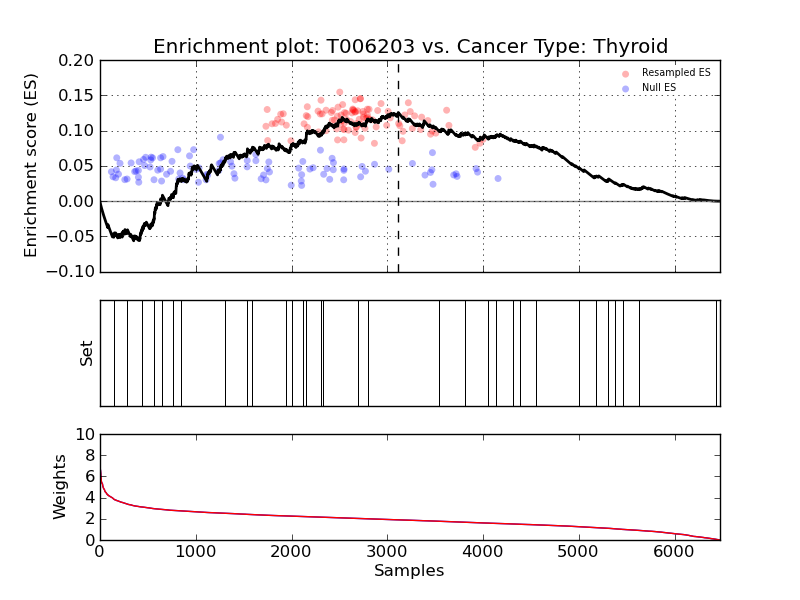 Enrichment plot: T006203 vs. Cancer Type: Thyroid
Enrichment score (ES)
0.20
0.15
0.10
0.05
0.00
−0.05
−0.10
Resampled ES
Null ES
Set
Weights
10
8
6
4
2
0
0 1000 2000 3000 4000 5000 6000
Samples